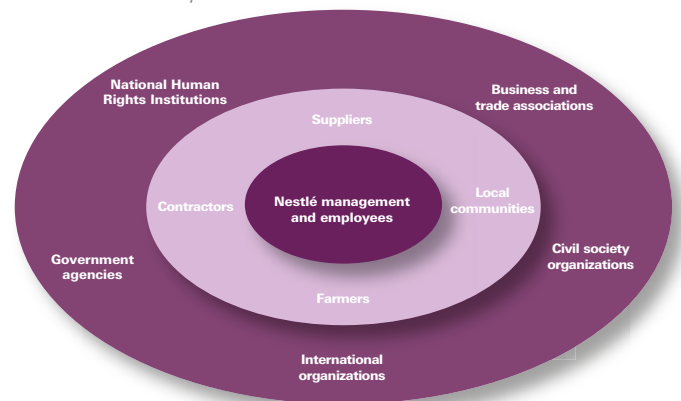 National Human
Rights Institutions
Business and
trade associations
Suppliers
Contractors
Nestlé management
and employees
Local
communities
Government
agencies
Civil society
organizations
Farmers
International
organizations